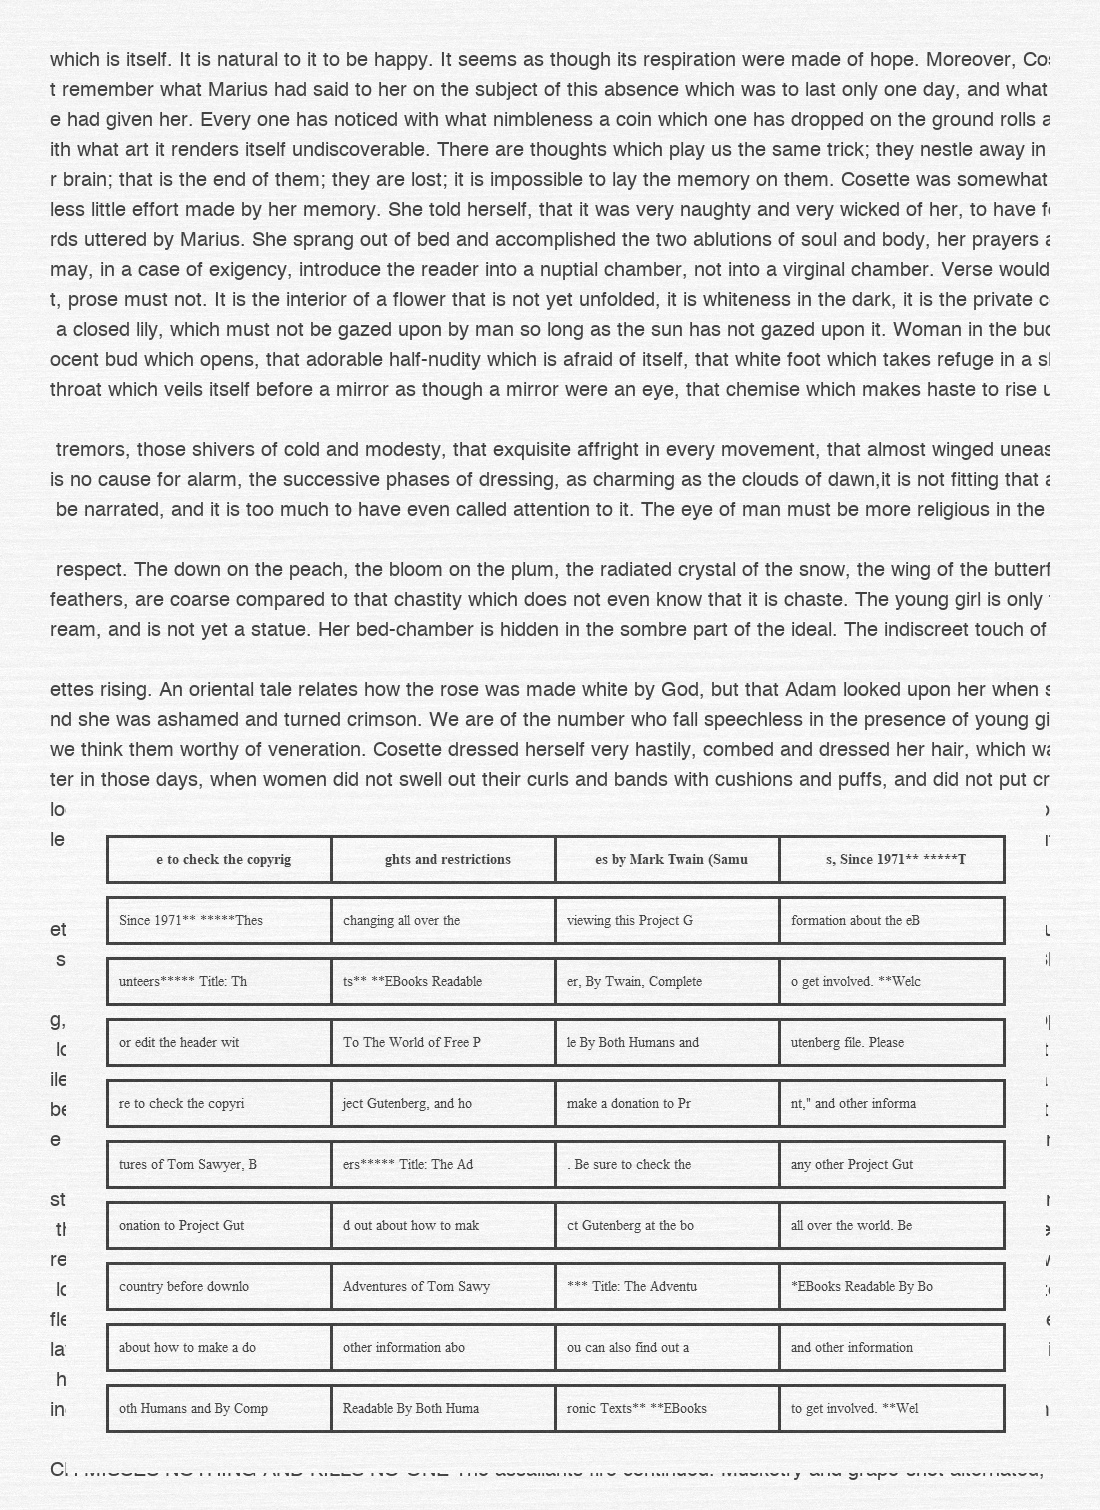 which is itself. It is natural to it to be happy. It seems as though its respiration were made of hope. Moreover,
t remember what Marius had said to her on the subject of this absence which was to last only one day, and what
e had given her. Every one has noticed with what nimbleness a coin which one has dropped on the ground rolls
ith what art it renders itself undiscoverable. There are thoughts which play us the same trick; they nestle away in
r brain; that is the end of them; they are lost; it is impossible to lay the memory on them. Cosette was somewhat
less little effort made by her memory. She told herself, that it was very naughty and very wicked of her, to have
rds uttered by Marius. She sprang out of bed and accomplished the two ablutions of soul and body, her prayers
may, in a case of exigency, introduce the reader into a nuptial chamber, not into a virginal chamber. Verse would
t, prose must not. It is the interior of a flower that is not yet unfolded, it is whiteness in the dark, it is the private
a closed lily, which must not be gazed upon by man so long as the sun has not gazed upon it. Woman in the
ocent bud which opens, that adorable half-nudity which is afraid of itself, that white foot which takes refuge in a
throat which veils itself before a mirror as though a mirror were an eye, that chemise which makes haste to rise
tremors, those shivers of cold and modesty, that exquisite affright in every movement, that almost winged uneas
is no cause for alarm, the successive phases of dressing, as charming as the clouds of dawn,it is not fitting that
be narrated, and it is too much to have even called attention to it. The eye of man must be more religious in the
respect. The down on the peach, the bloom on the plum, the radiated crystal of the snow, the wing of the butterf
feathers, are coarse compared to that chastity which does not even know that it is chaste. The young girl is only
ream, and is not yet a statue. Her bed-chamber is hidden in the sombre part of the ideal. The indiscreet touch of
ettes rising. An oriental tale relates how the rose was made white by God, but that Adam looked upon her when
nd she was ashamed and turned crimson. We are of the number who fall speechless in the presence of young gi
we think them worthy of veneration. Cosette dressed herself very hastily, combed and dressed her hair, which
ter in those days, when women did not swell out their curls and bands with cushions and puffs, and did not put cr
lo
le
e to check the copyrig ghts and restrictions es by Mark Twain (Samu s, Since 1971** *****T
Since 1971** *****Thes changing all over the viewing this Project G formation about the eB
et
s
unteers***** Title: Th ts** **EBooks Readable er, By Twain, Complete o get involved. **Welc
g,
or edit the header wit To The World of Free P le By Both Humans and utenberg file. Please
ile
re to check the copyri ject Gutenberg, and ho make a donation to Pr nt," and other informa
e
tures of Tom Sawyer, B ers***** Title: The Ad . Be sure to check the any other Project Gut
st
onation to Project Gut d out about how to mak ct Gutenberg at the bo all over the world. Be
re
country before downlo Adventures of Tom Sawy *** Title: The Adventu *EBooks Readable By Bo
about how to make a do other information abo ou can also find out a and other information
h
oth Humans and By Comp Readable By Both Huma ronic Texts** **EBooks to get involved. **Wel
MISSES NOTHING AND KILLS NO ONE The assailants fire continued. Musketry and grape-shot alternated,